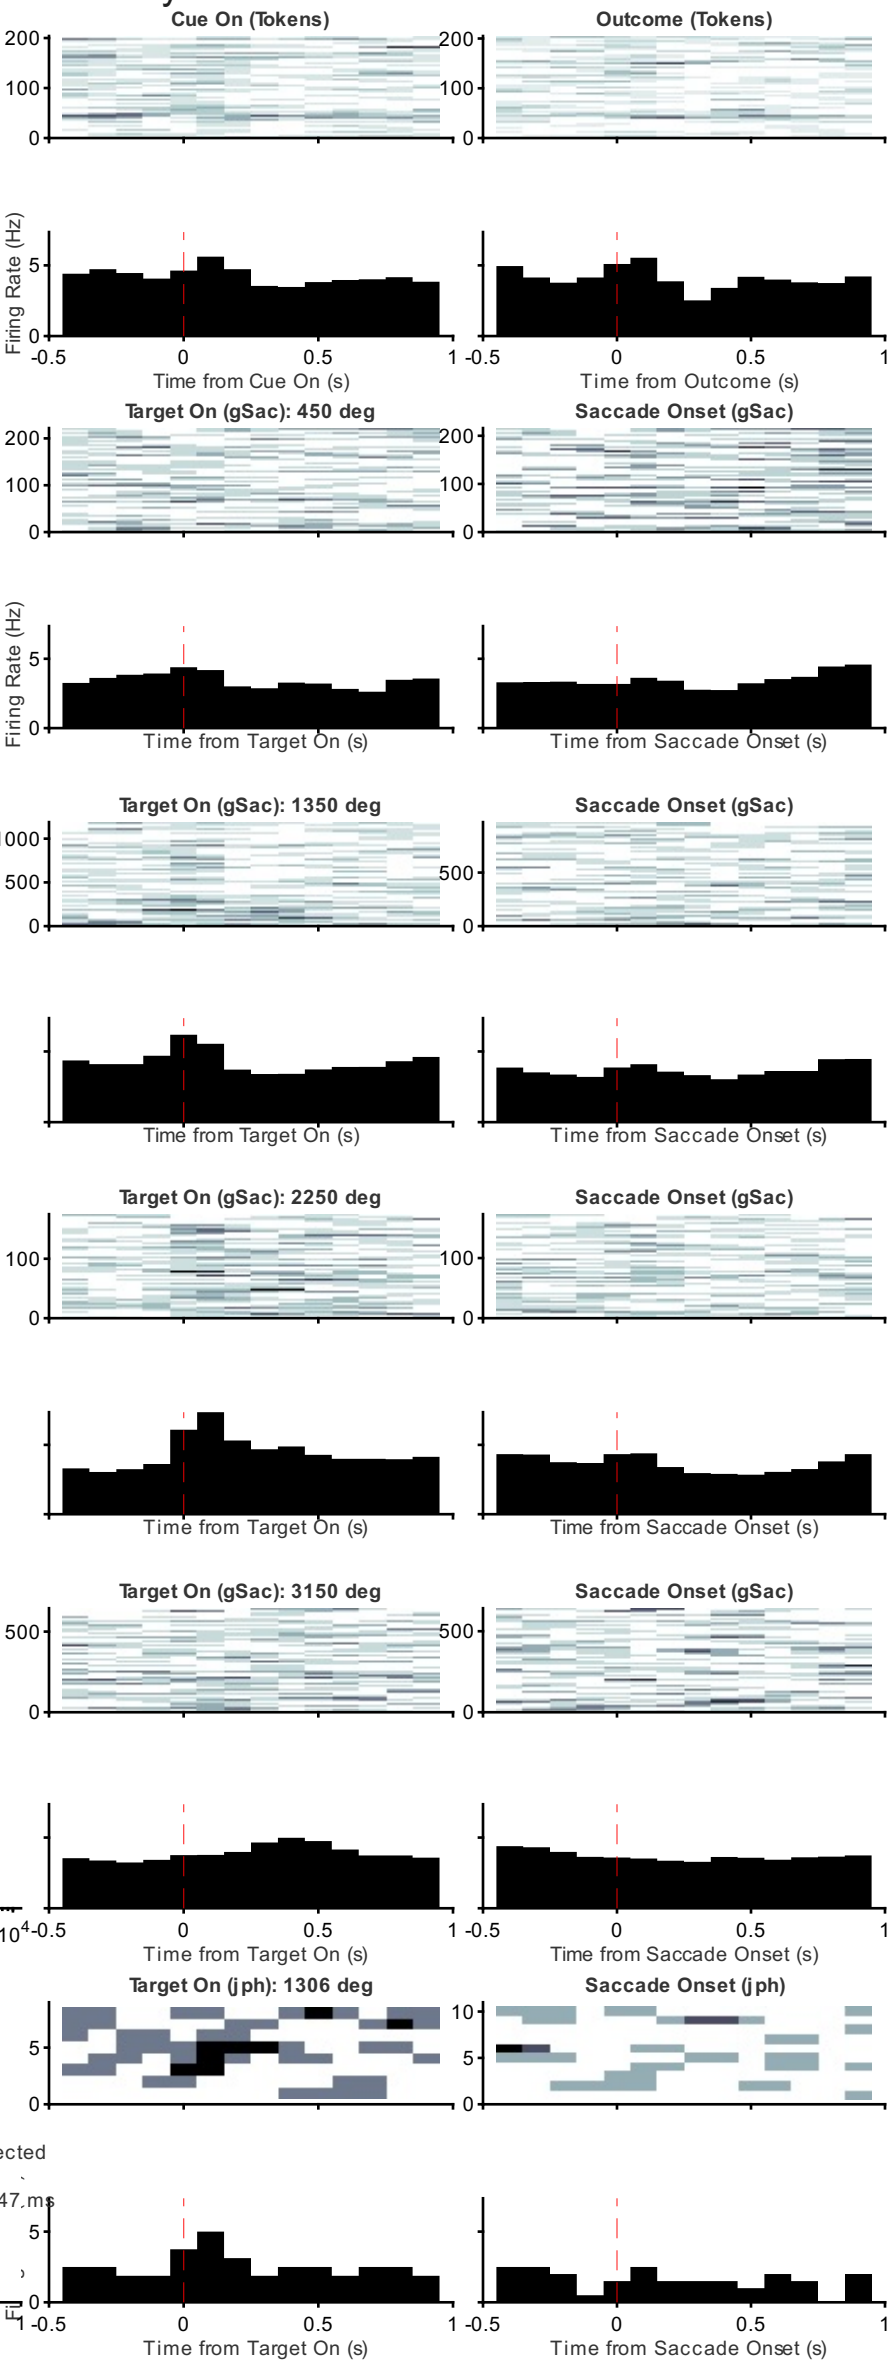 Cue On (Tokens) Outcome (Tokens)
200 200
100 100
0 0
Firing Rate (Hz)
5
0
-0.5 0 0.5 1 -0.5 0 0.5 1
Time from Cue On (s) Time from Outcome (s)
Target On (gSac): 450 deg Saccade Onset (gSac)
200 200
100 100
0 0
Firing Rate (Hz)
5
0
Time from Target On (s) Time from Saccade Onset (s)
Target On (gSac): 1350 deg Saccade Onset (gSac)
1000
500 500
0 0
Time from Target On (s) Time from Saccade Onset (s)
Target On (gSac): 2250 deg Saccade Onset (gSac)
100 100
0 0
Time from Target On (s) Time from Saccade Onset (s)
Target On (gSac): 3150 deg Saccade Onset (gSac)
500 500
0 0
10⁴ -0.5 0 0.5 1 -0.5 0 0.5 1
Time from Target On (s) Time from Saccade Onset (s)
Target On (jph): 1306 deg Saccade Onset (jph)
10
5 5
0 0
ected
47 ms
5
0
1 -0.5 0 0.5 1 -0.5 0 0.5 1
Time from Target On (s) Time from Saccade Onset (s)